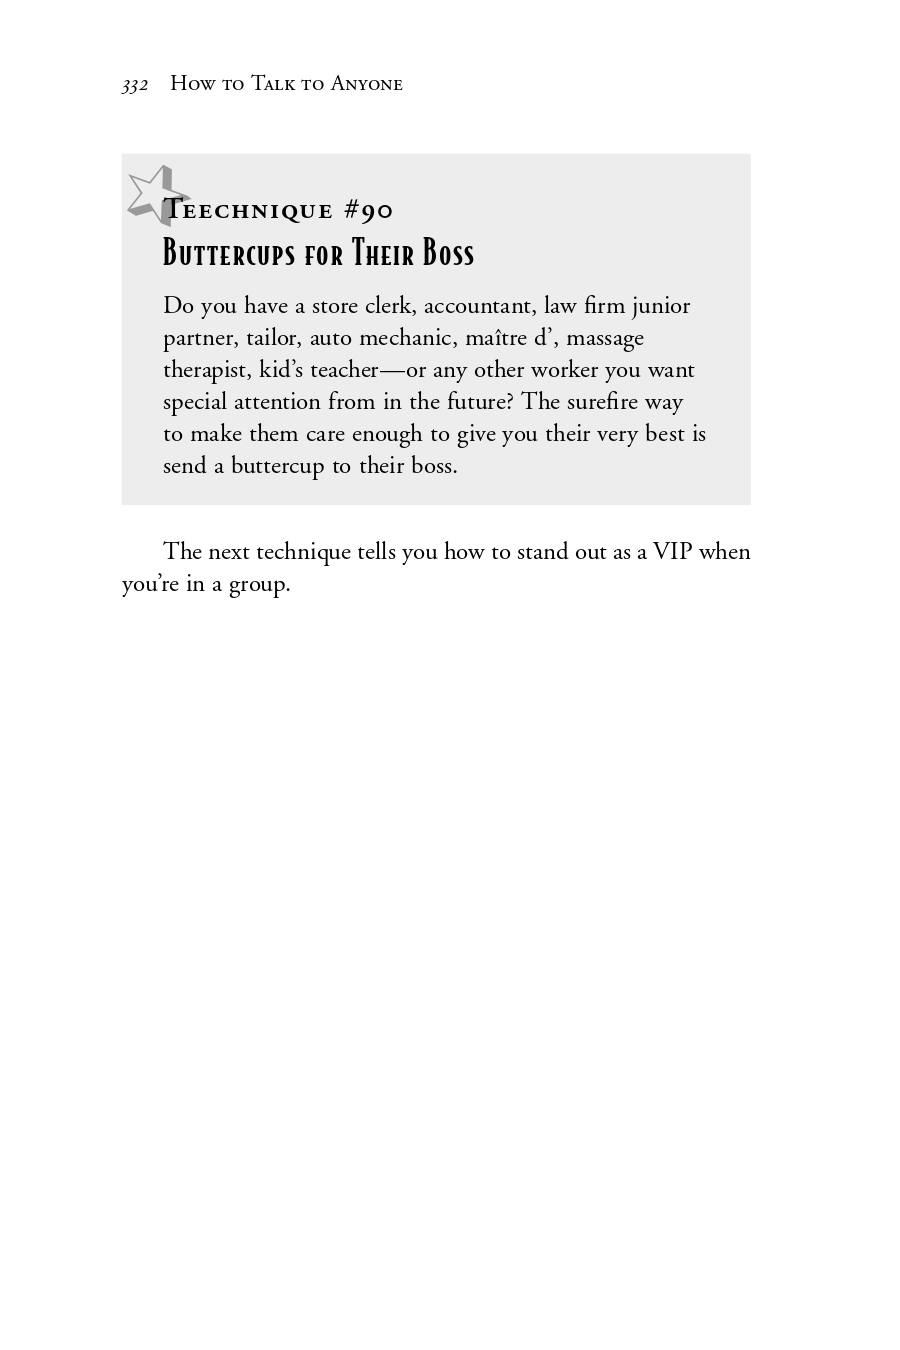 332 How to Talk to Anyone
Teechnique #90
Buttercups for Their Boss
Do you have a store clerk, accountant, law firm junior
partner, tailor, auto mechanic, maître d’, massage
therapist, kid’s teacher—or any other worker you want
special attention from in the future? The surefire way
to make them care enough to give you their very best is
send a buttercup to their boss.
The next technique tells you how to stand out as a VIP when
you’re in a group.